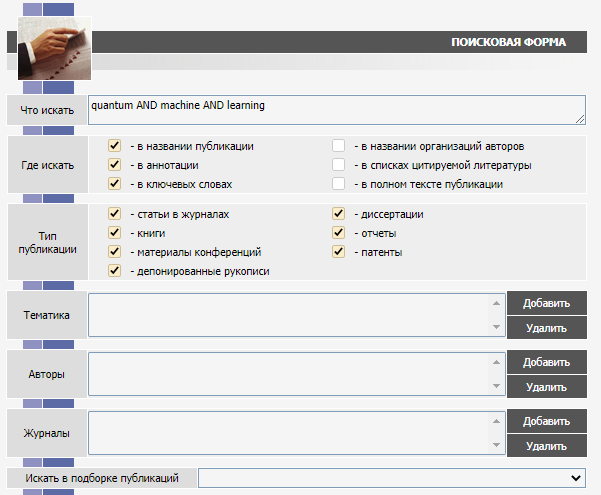 ПОИСКОВАЯ ФОРМА
Что искать
quantum AND machine AND learning
Где искать
- в названии публикации
- в названии организаций авторов
- в аннотации
- в списках цитируемой литературы
- в ключевых словах
- в полном тексте публикации
Тип
публикации
- статьи в журналах
- диссертации
- книги
- отчеты
- материалы конференций
- патенты
- депонированные рукописи
Тематика
Добавить
Удалить
Авторы
Добавить
Удалить
Журналы
Добавить
Удалить
Искать в подборке публикаций